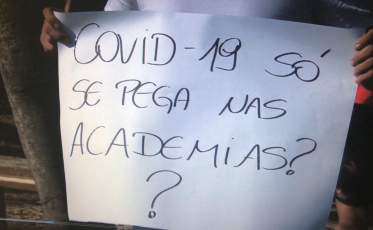 COVID-19 SÓ
SE PEGA NAS
ACADEMIAS?
?